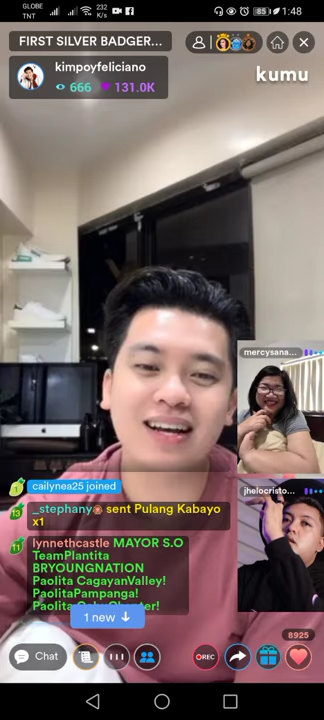 GLOBE
TNT
232
K/s
85
1:48
FIRST SILVER BADGER...
kimpoyfeliciano
666 131.0K
kumu
mercysana...
jhelocristo...
1 cailynea25 joined
13 _stephany sent Pulang Kabayo
x1
11 lynnethcastle MAYOR S.O
TeamPlantita
BRYOUNGNATION
Paolita CagayanValley!
PaolitaPampanga!
1 new ↓
8925
Chat
REC